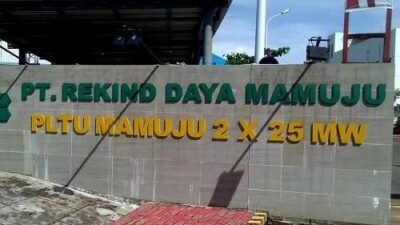 PT. REKIND DAYA MAMUJU
PLTU MAMUJU 2 X 25 MW